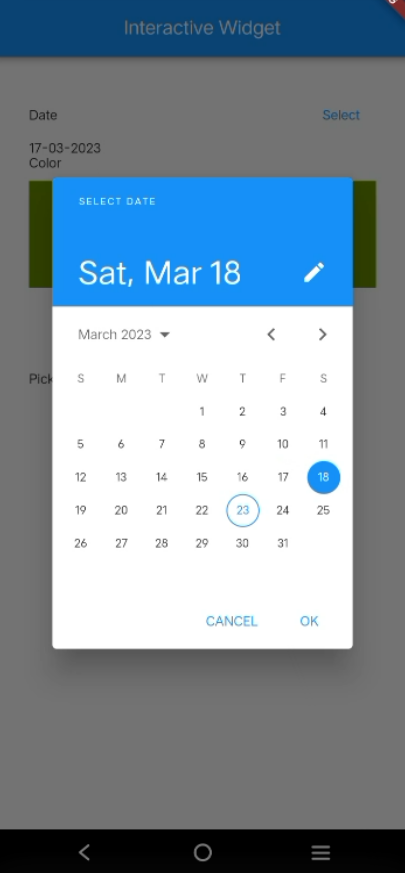 Interactive Widget
Date
Select
17-03-2023
Color
SELECT DATE
Sat, Mar 18
March 2023
S M T W T F S
1 2 3 4
5 6 7 8 9 10 11
12 13 14 15 16 17 18
19 20 21 22 23 24 25
26 27 28 29 30 31
Pick
CANCEL OK